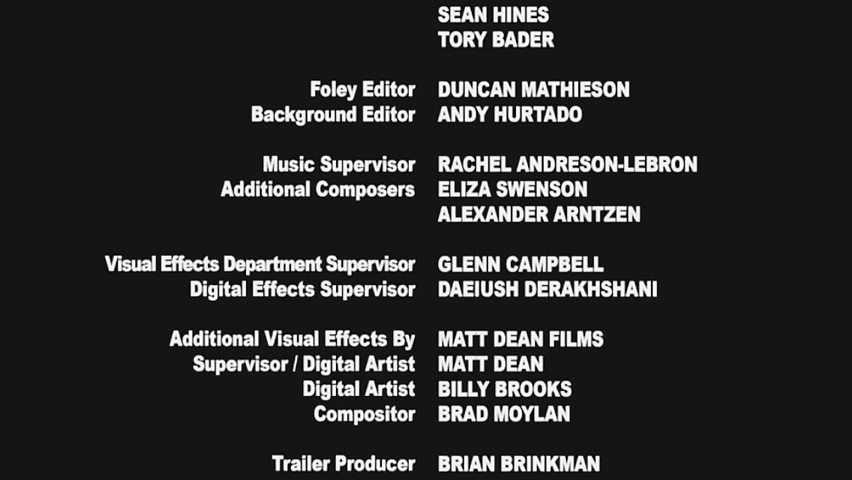 SEAN HINES
TORY BADER
Foley Editor DUNCAN MATHIESON
Background Editor ANDY HURTADO
Music Supervisor RACHEL ANDRESON-LEBRON
Additional Composers ELIZA SWENSON
ALEXANDER ARNTZEN
Visual Effects Department Supervisor GLENN CAMPBELL
Digital Effects Supervisor DAEIUSH DERAKHSHANI
Additional Visual Effects By MATT DEAN FILMS
Supervisor / Digital Artist MATT DEAN
Digital Artist BILLY BROOKS
Compositor BRAD MOYLAN
Trailer Producer BRIAN BRINKMAN